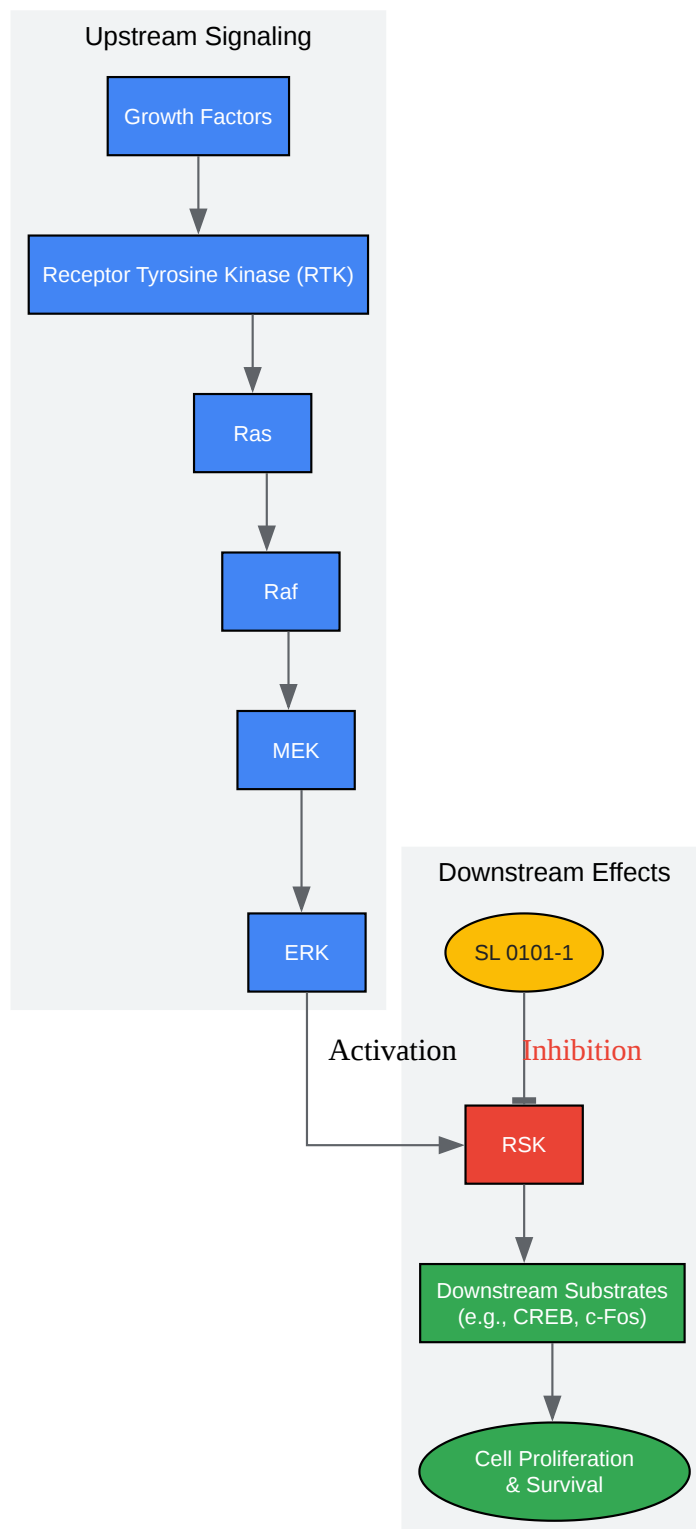 Upstream Signaling
Growth Factors
Receptor Tyrosine Kinase (RTK)
Ras
Raf
MEK
ERK
Downstream Effects
SL 0101-1
Activation
Inhibition
RSK
Downstream Substrates
(e.g., CREB, c-Fos)
Cell Proliferation
& Survival